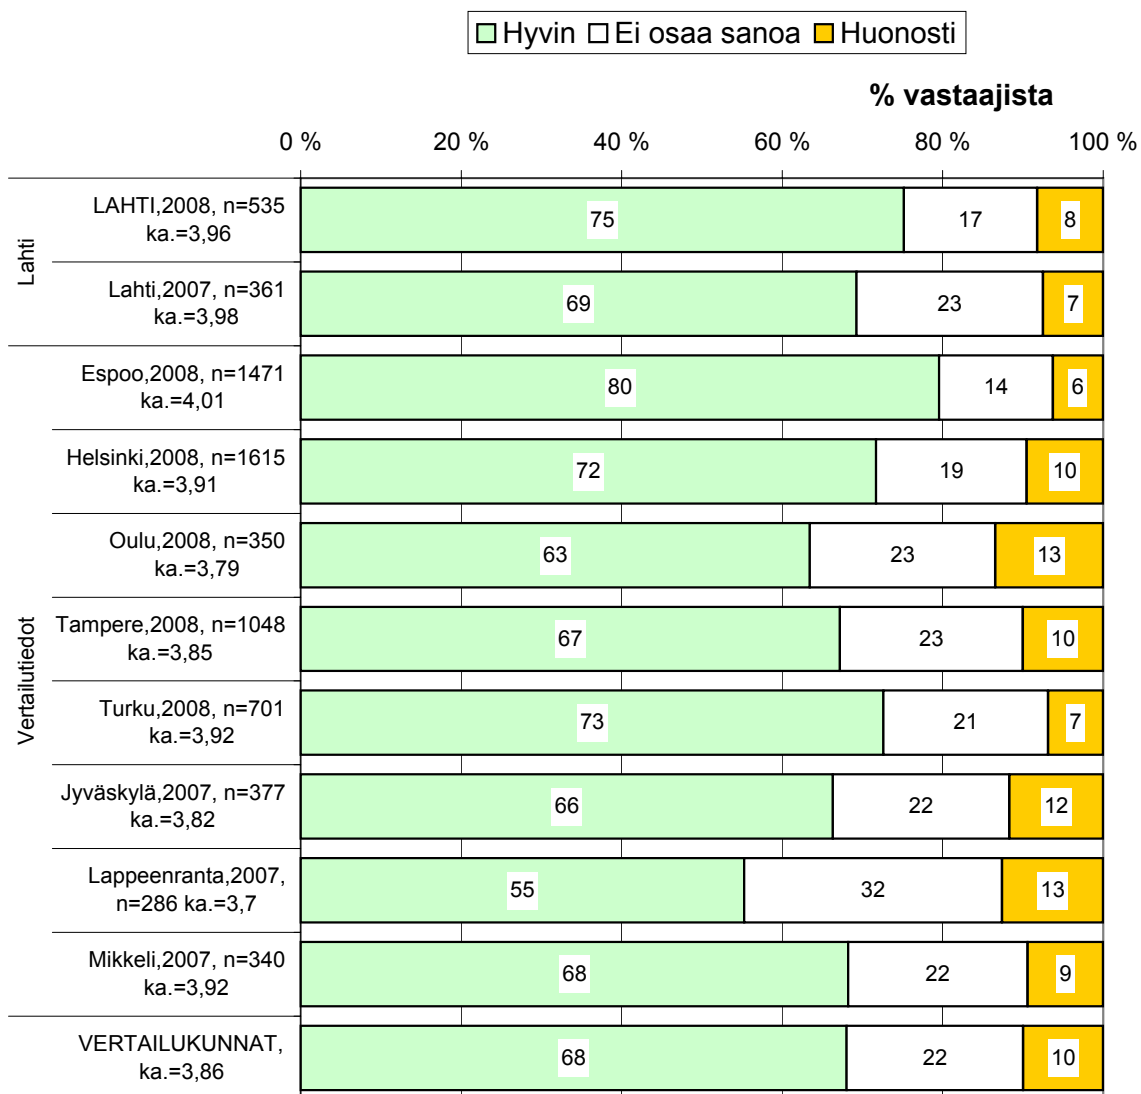 Hyvin Ei osaa sanoa Huonosti
% vastaajista
0 % 20 % 40 % 60 % 80 % 100 %
Lahti
LAHTI,2008, n=535
ka.=3,96
75 17 8
Lahti,2007, n=361
ka.=3,98
69 23 7
Vertailutiedot
Espoo,2008, n=1471
ka.=4,01
80 14 6
Helsinki,2008, n=1615
ka.=3,91
72 19 10
Oulu,2008, n=350
ka.=3,79
63 23 13
Tampere,2008, n=1048
ka.=3,85
67 23 10
Turku,2008, n=701
ka.=3,92
73 21 7
Jyväskylä,2007, n=377
ka.=3,82
66 22 12
Lappeenranta,2007,
n=286 ka.=3,7
55 32 13
Mikkeli,2007, n=340
ka.=3,92
68 22 9
VERTAILUKUNNAT,
ka.=3,86
68 22 10